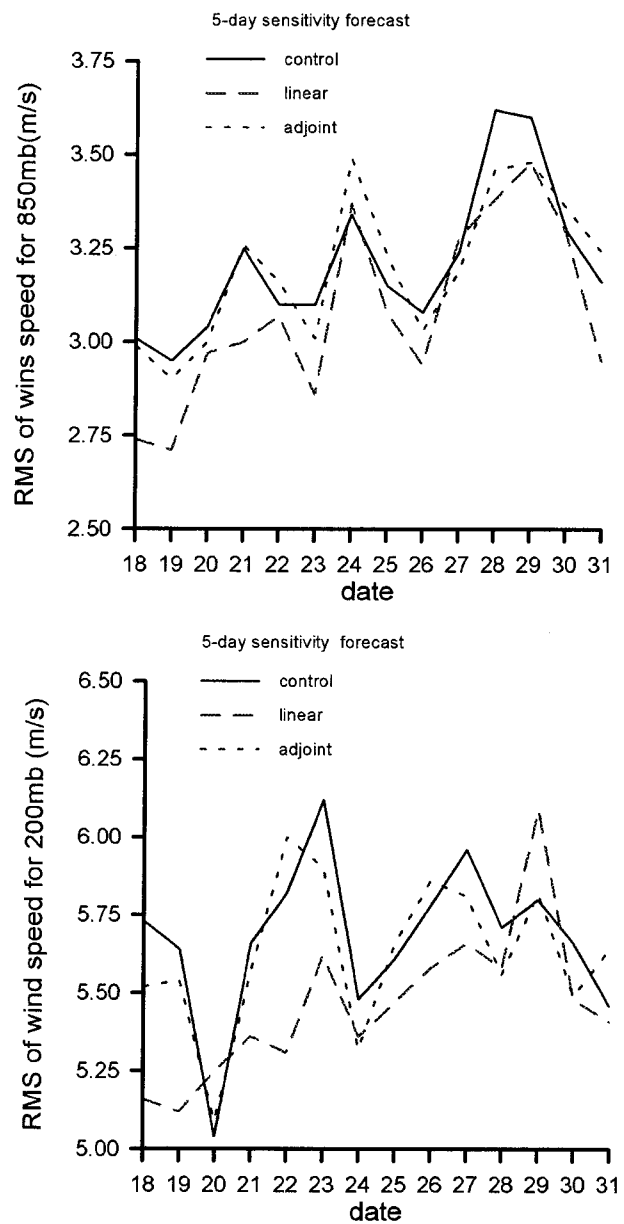 5-day sensitivity forecast
control
linear
adjoint
RMS of wins speed for 850mb(m/s)
3.75
3.50
3.25
3.00
2.75
2.50
18 19 20 21 22 23 24 25 26 27 28 29 30 31
date
5-day sensitivity forecast
control
linear
adjoint
RMS of wind speed for 200mb (m/s)
6.50
6.25
6.00
5.75
5.50
5.25
5.00
18 19 20 21 22 23 24 25 26 27 28 29 30 31
date